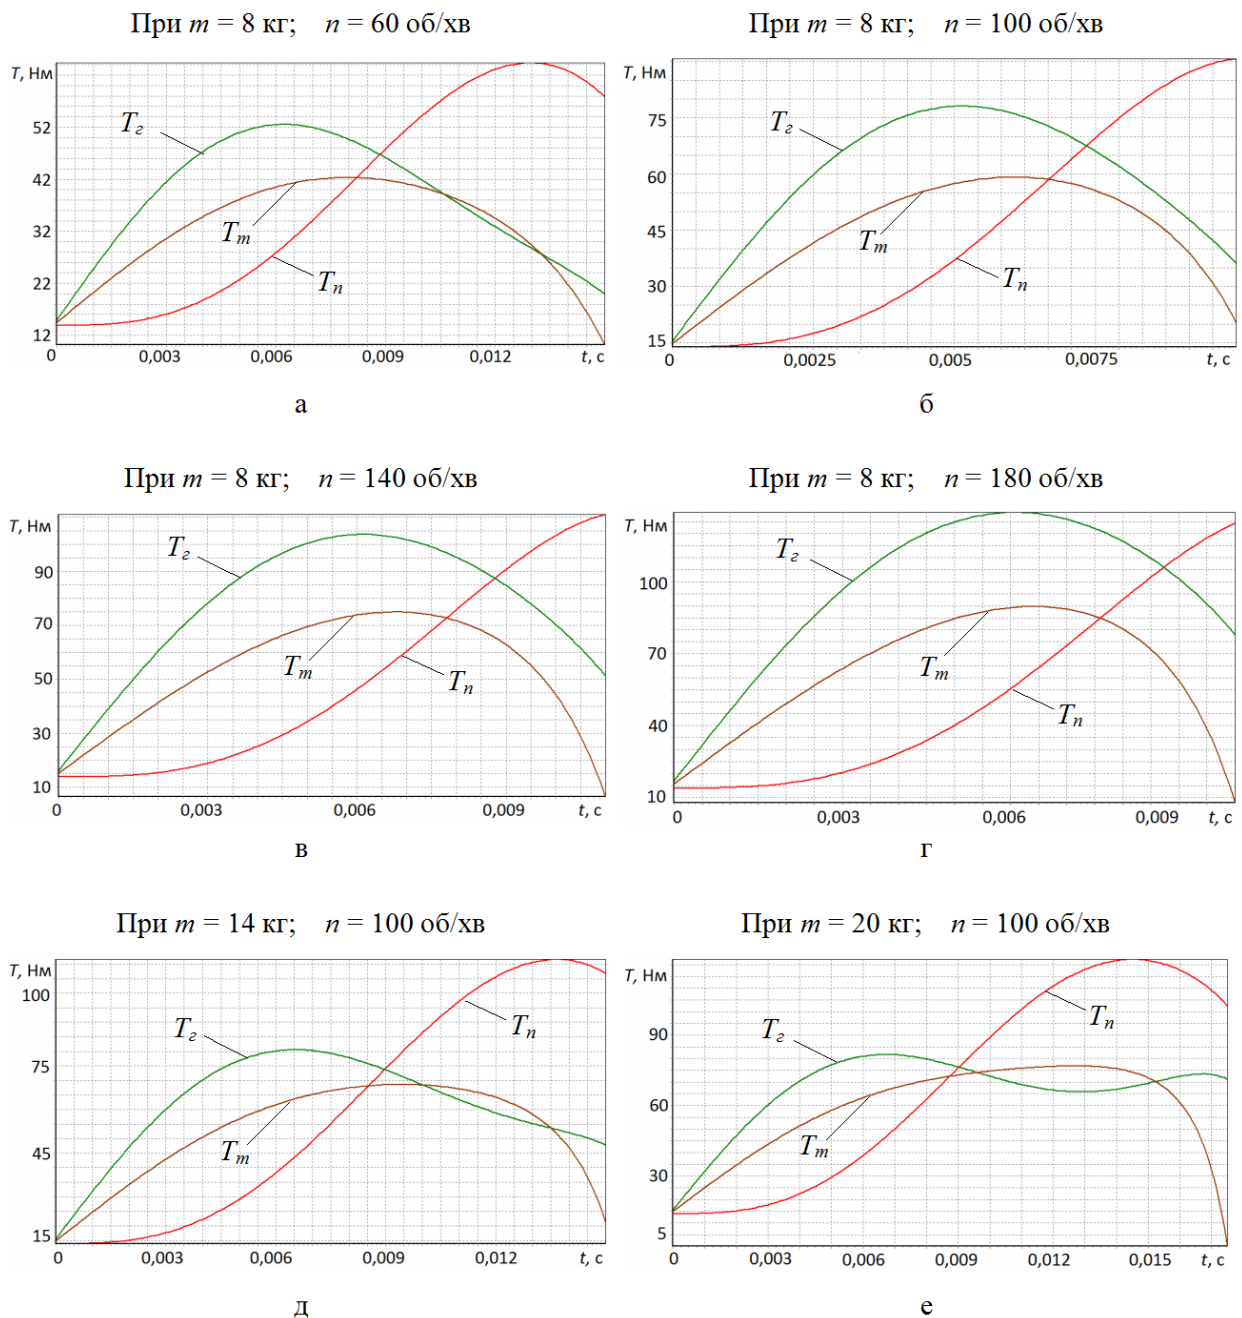 При m = 8 кг; n = 60 об/хв
При m = 8 кг; n = 100 об/хв
T, Нм
52
42
32
22
12
0
0,003
0,006
0,009
0,012
t, с
Tг
Tm
Tп
а
T, Нм
75
60
45
30
15
0
0,0025
0,005
0,0075
t, с
Tг
Tm
Tп
б
При m = 8 кг; n = 140 об/хв
При m = 8 кг; n = 180 об/хв
T, Нм
90
70
50
30
10
0
0,003
0,006
0,009
t, с
Tг
Tm
Tп
в
T, Нм
100
70
40
10
0
0,003
0,006
0,009
t, с
Tг
Tm
Tп
г
При m = 14 кг; n = 100 об/хв
При m = 20 кг; n = 100 об/хв
T, Нм
100
75
45
15
0
0,003
0,006
0,009
0,012
t, с
Tг
Tm
Tп
д
T, Нм
90
60
30
5
0
0,003
0,006
0,009
0,012
0,015
t, с
Tг
Tm
Tп
е